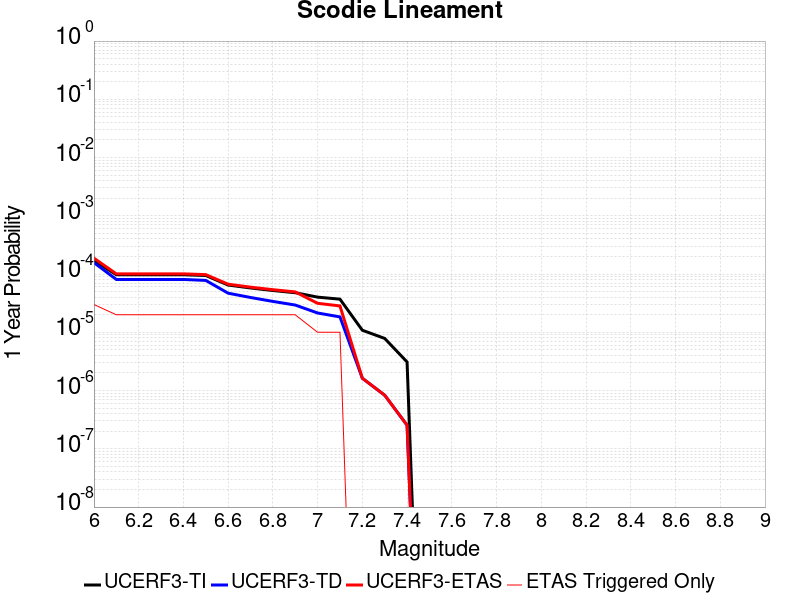 Scodie Lineament
10^0
10^-1
10^-2
10^-3
10^-4
10^-5
10^-6
10^-7
10^-8
1 Year Probability
6 6.2 6.4 6.6 6.8 7 7.2 7.4 7.6 7.8 8 8.2 8.4 8.6 8.8 9
Magnitude
UCERF3-TI UCERF3-TD UCERF3-ETAS ETAS Triggered Only